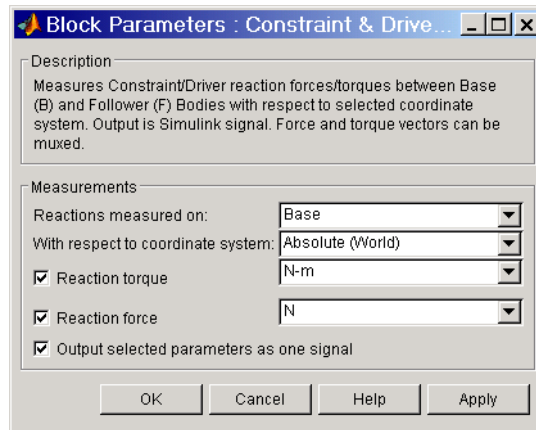 Block Parameters : Constraint & Drive...
Description
Measures Constraint/Driver reaction forces/torques between Base
(B) and Follower (F) Bodies with respect to selected coordinate
system. Output is Simulink signal. Force and torque vectors can be
muxed.
Measurements
Reactions measured on: Base
With respect to coordinate system: Absolute (World)
Reaction torque N-m
Reaction force N
Output selected parameters as one signal
OK Cancel Help Apply